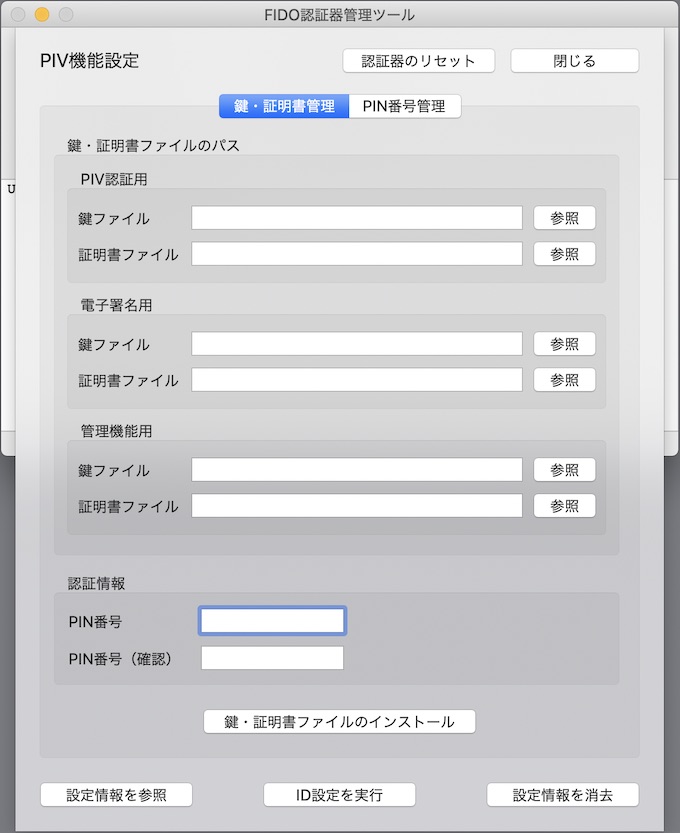 FIDO認証器管理ツール
PIV機能設定
認証器のリセット
閉じる
鍵・証明書管理
PIN番号管理
鍵・証明書ファイルのパス
U
PIV認証用
鍵ファイル
参照
証明書ファイル
参照
電子署名用
鍵ファイル
参照
証明書ファイル
参照
管理機能用
鍵ファイル
参照
証明書ファイル
参照
認証情報
PIN番号
PIN番号（確認）
鍵・証明書ファイルのインストール
設定情報を参照
ID設定を実行
設定情報を消去